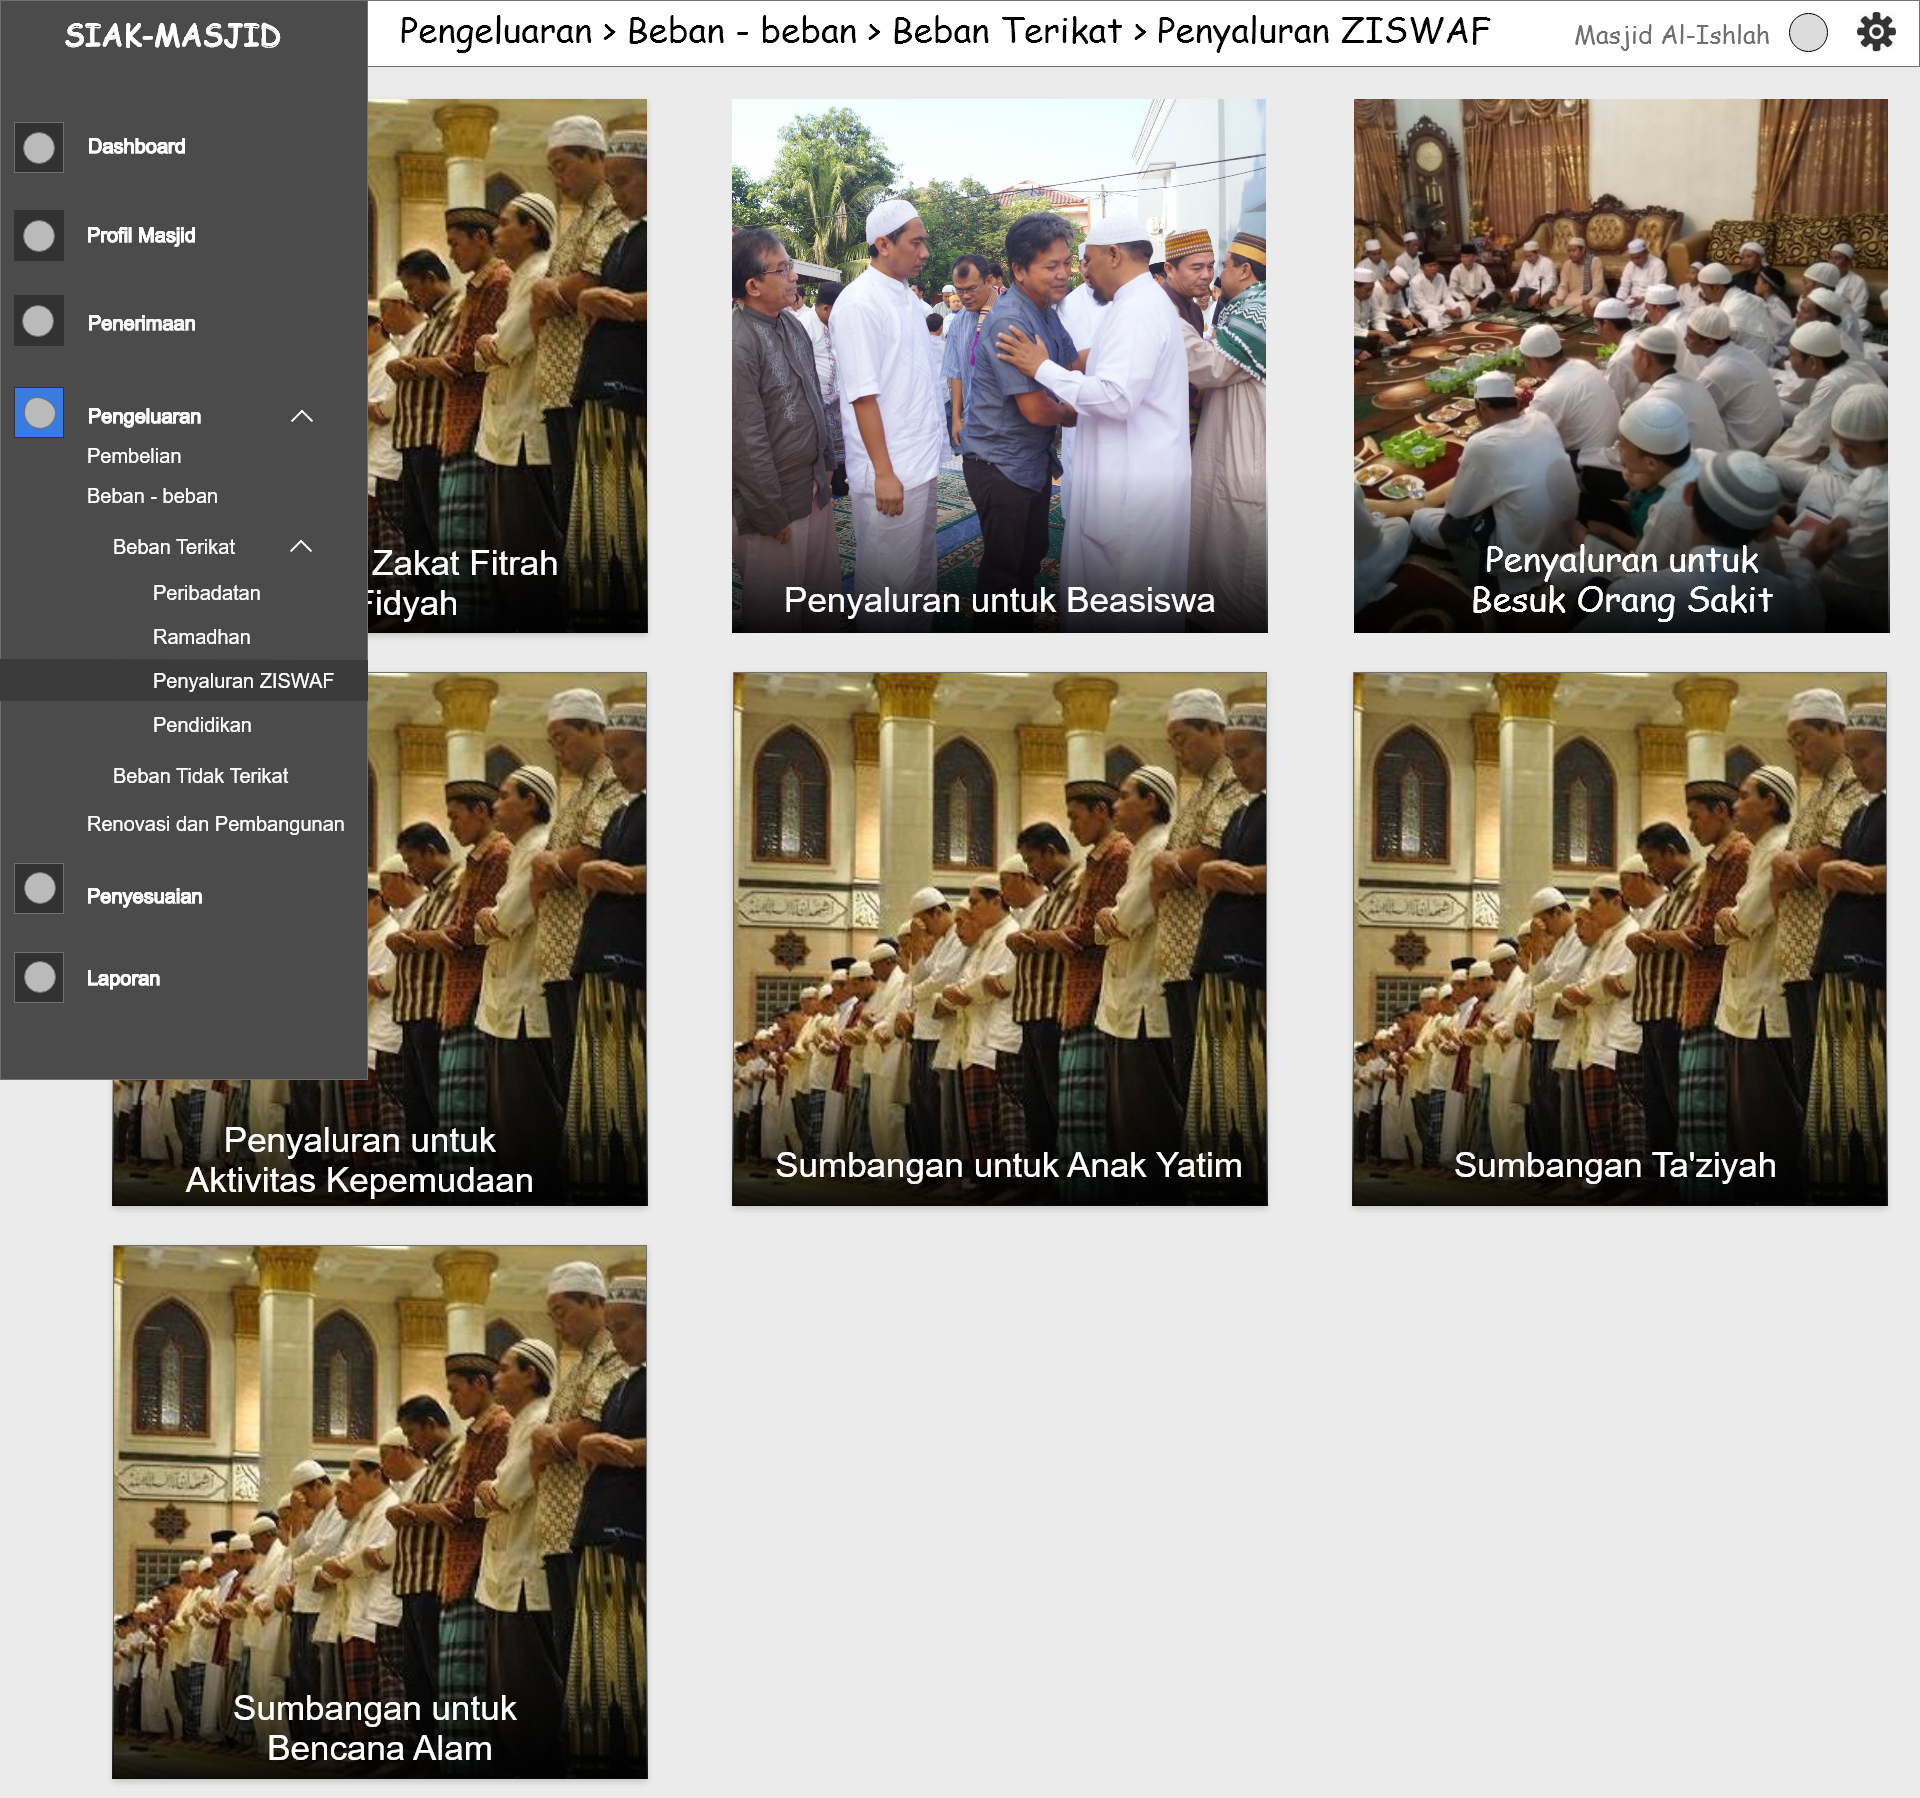 SIAK-MASJID
Pengeluaran > Beban - beban > Beban Terikat > Penyaluran ZISWAF
Masjid Al-Ishlah
Dashboard
Profil Masjid
Penerimaan
Pengeluaran
Pembelian
Beban - beban
Beban Terikat
Peribadatan
Ramadhan
Penyaluran ZISWAF
Pendidikan
Beban Tidak Terikat
Renovasi dan Pembangunan
Penyesuaian
Laporan
Zakat Fitrah
Fidyah
Penyaluran untuk Beasiswa
Penyaluran untuk
Besuk Orang Sakit
Penyaluran untuk
Aktivitas Kepemudaan
Sumbangan untuk Anak Yatim
Sumbangan Ta'ziyah
Sumbangan untuk
Bencana Alam